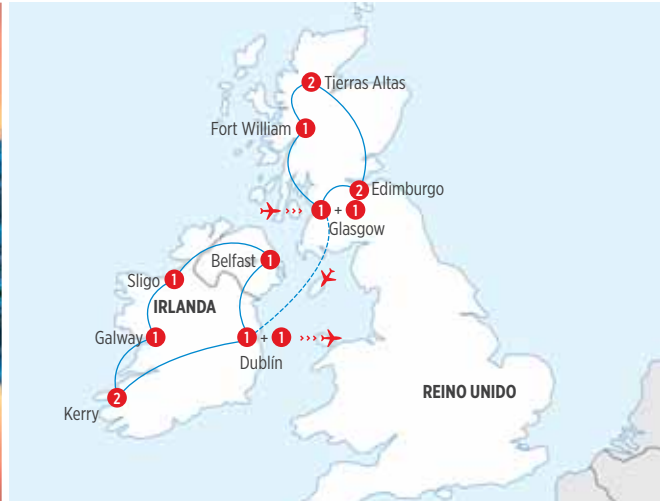 2 Tierras Altas
Fort William 1
2 Edimburgo
1 + 1
Glasgow
Belfast 1
Sligo 1
IRLANDA
Galway 1
1 + 1
Dublín
REINO UNIDO
2
Kerry